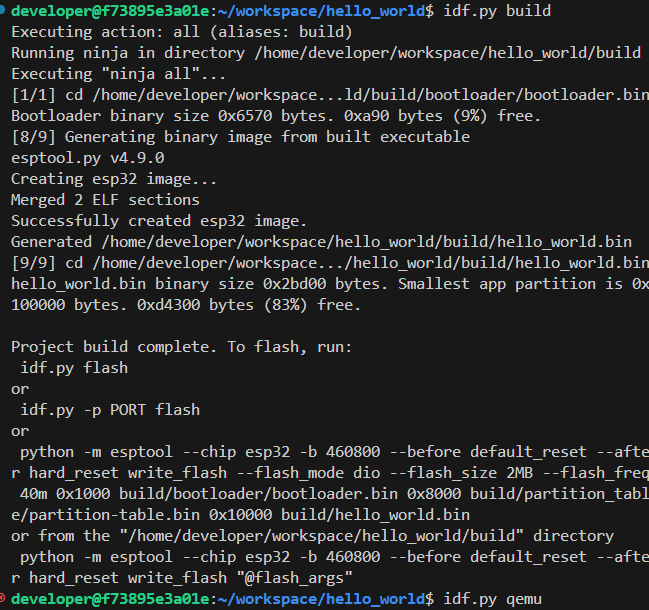 developer@f73895e3a01e:~/workspace/hello_world$ idf.py build
Executing action: all (aliases: build)
Running ninja in directory /home/developer/workspace/hello_world/build
Executing "ninja all"...
[1/1] cd /home/developer/workspace...ld/build/bootloader/bootloader.bin
Bootloader binary size 0x6570 bytes. 0xa90 bytes (9%) free.
[8/9] Generating binary image from built executable
esptool.py v4.9.0
Creating esp32 image...
Merged 2 ELF sections
Successfully created esp32 image.
Generated /home/developer/workspace/hello_world/build/hello_world.bin
[9/9] cd /home/developer/workspace.../hello_world/build/hello_world.bin
hello_world.bin binary size 0x2bd00 bytes. Smallest app partition is 0x
100000 bytes. 0xd4300 bytes (83%) free.

Project build complete. To flash, run:
 idf.py flash
or
 idf.py -p PORT flash
or
 python -m esptool --chip esp32 -b 460800 --before default_reset --afte
r hard_reset write_flash --flash_mode dio --flash_size 2MB --flash_freq
 40m 0x1000 build/bootloader/bootloader.bin 0x8000 build/partition_tabl
e/partition-table.bin 0x10000 build/hello_world.bin
or from the "/home/developer/workspace/hello_world/build" directory
 python -m esptool --chip esp32 -b 460800 --before default_reset --afte
r hard_reset write_flash "@flash_args"
developer@f73895e3a01e:~/workspace/hello_world$ idf.py qemu